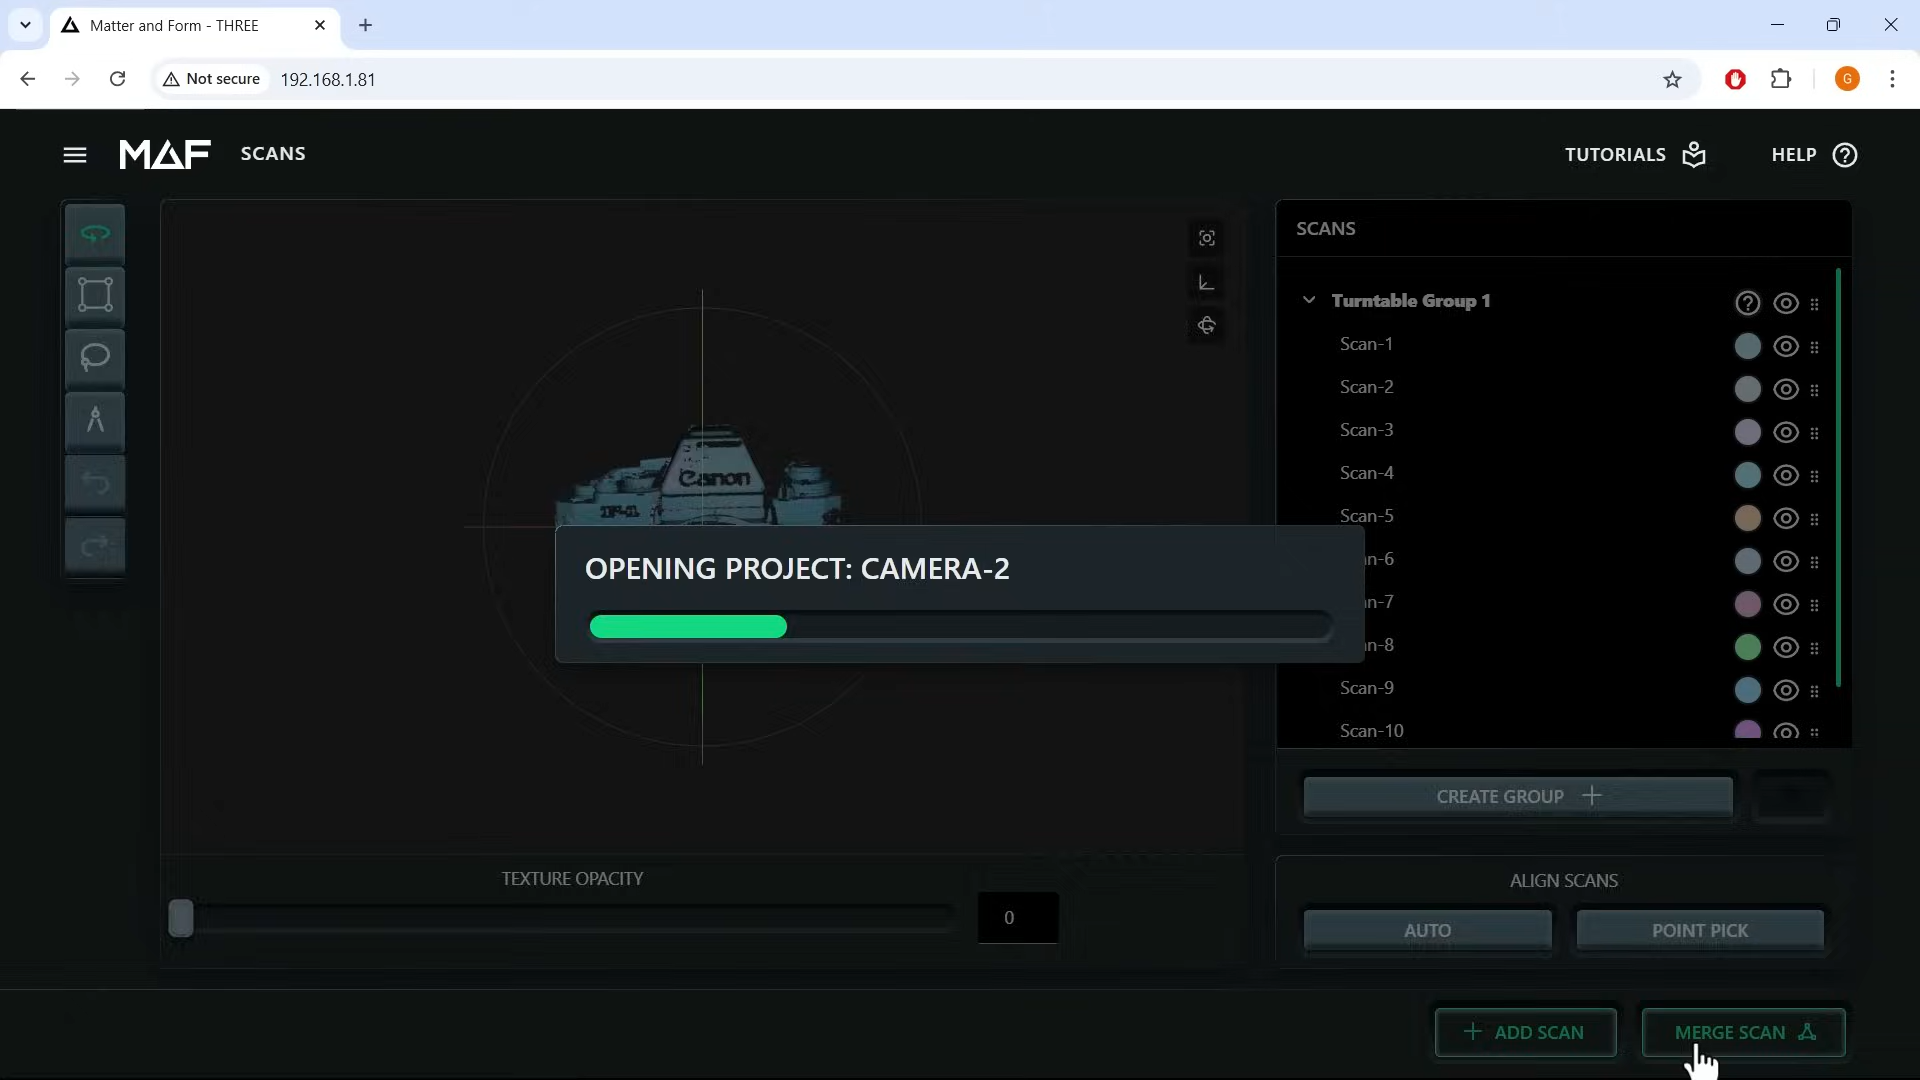 Matter and Form - THREE
Not secure
192.168.1.81
G
MAF
SCANS
TUTORIALS
HELP
SCANS
Turntable Group 1
Scan-1
Scan-2
Scan-3
Scan-4
Scan-5
n-6
n-7
n-8
Scan-9
Scan-10
Canon
OPENING PROJECT: CAMERA-2
CREATE GROUP
TEXTURE OPACITY
0
ALIGN SCANS
AUTO
POINT PICK
ADD SCAN
MERGE SCAN